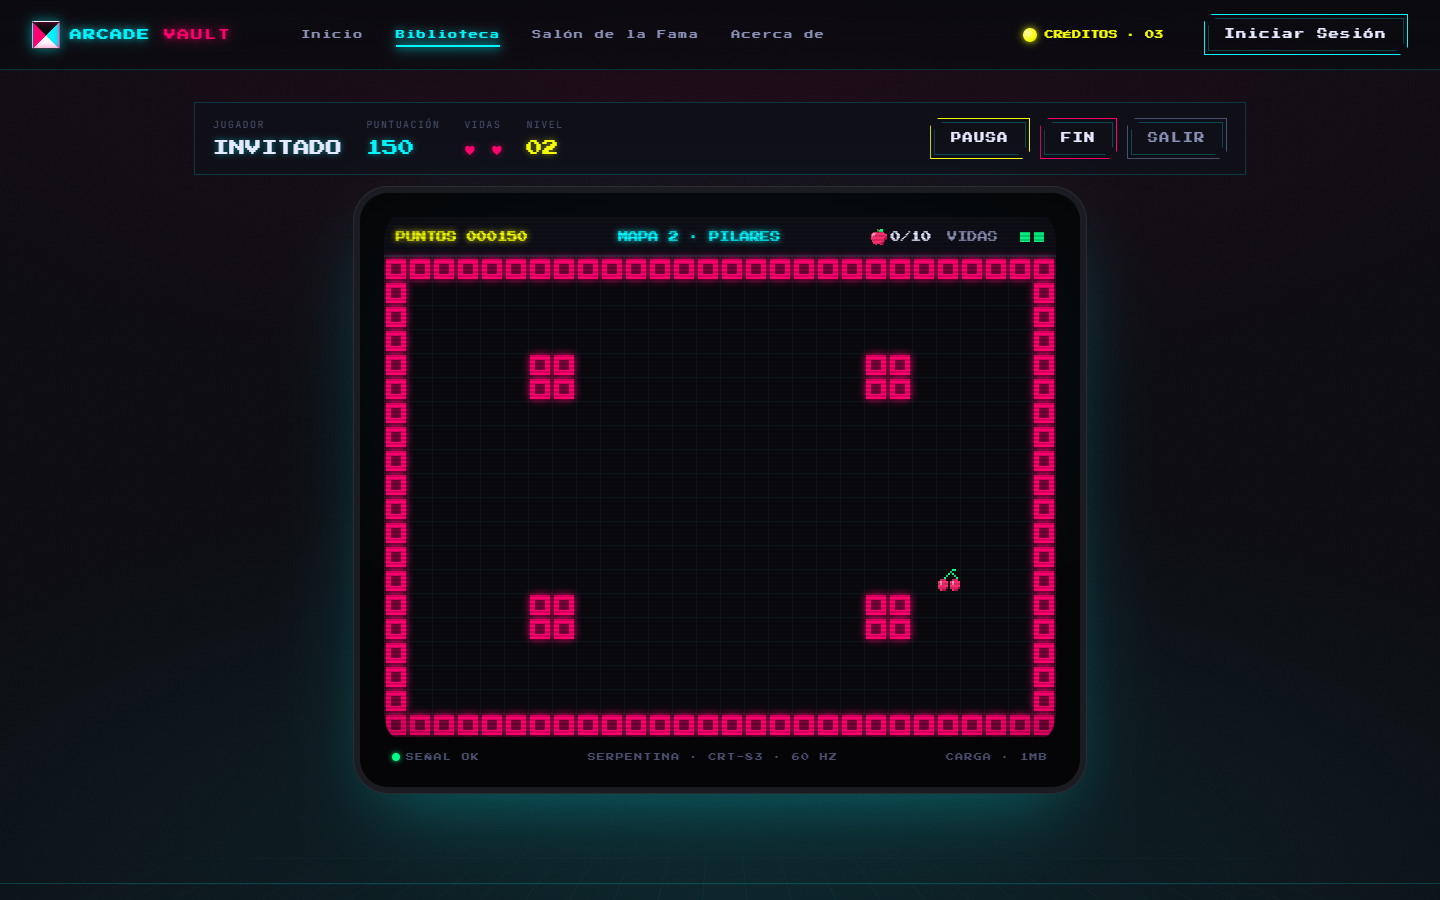 ARCADE VAULT
Inicio
Biblioteca
Salón de la Fama
Acerca de
CRéDITOS · 03
Iniciar Sesión
JUGADOR
INVITADO
PUNTUACIÓN
150
VIDAS
NIVEL
02
PAUSA
FIN
SALIR
PUNTOS 000150
MAPA 2 · PILARES
0/10
VIDAS
SEñAL OK
SERPENTINA · CRT-83 · 60 HZ
CARGA · 1MB